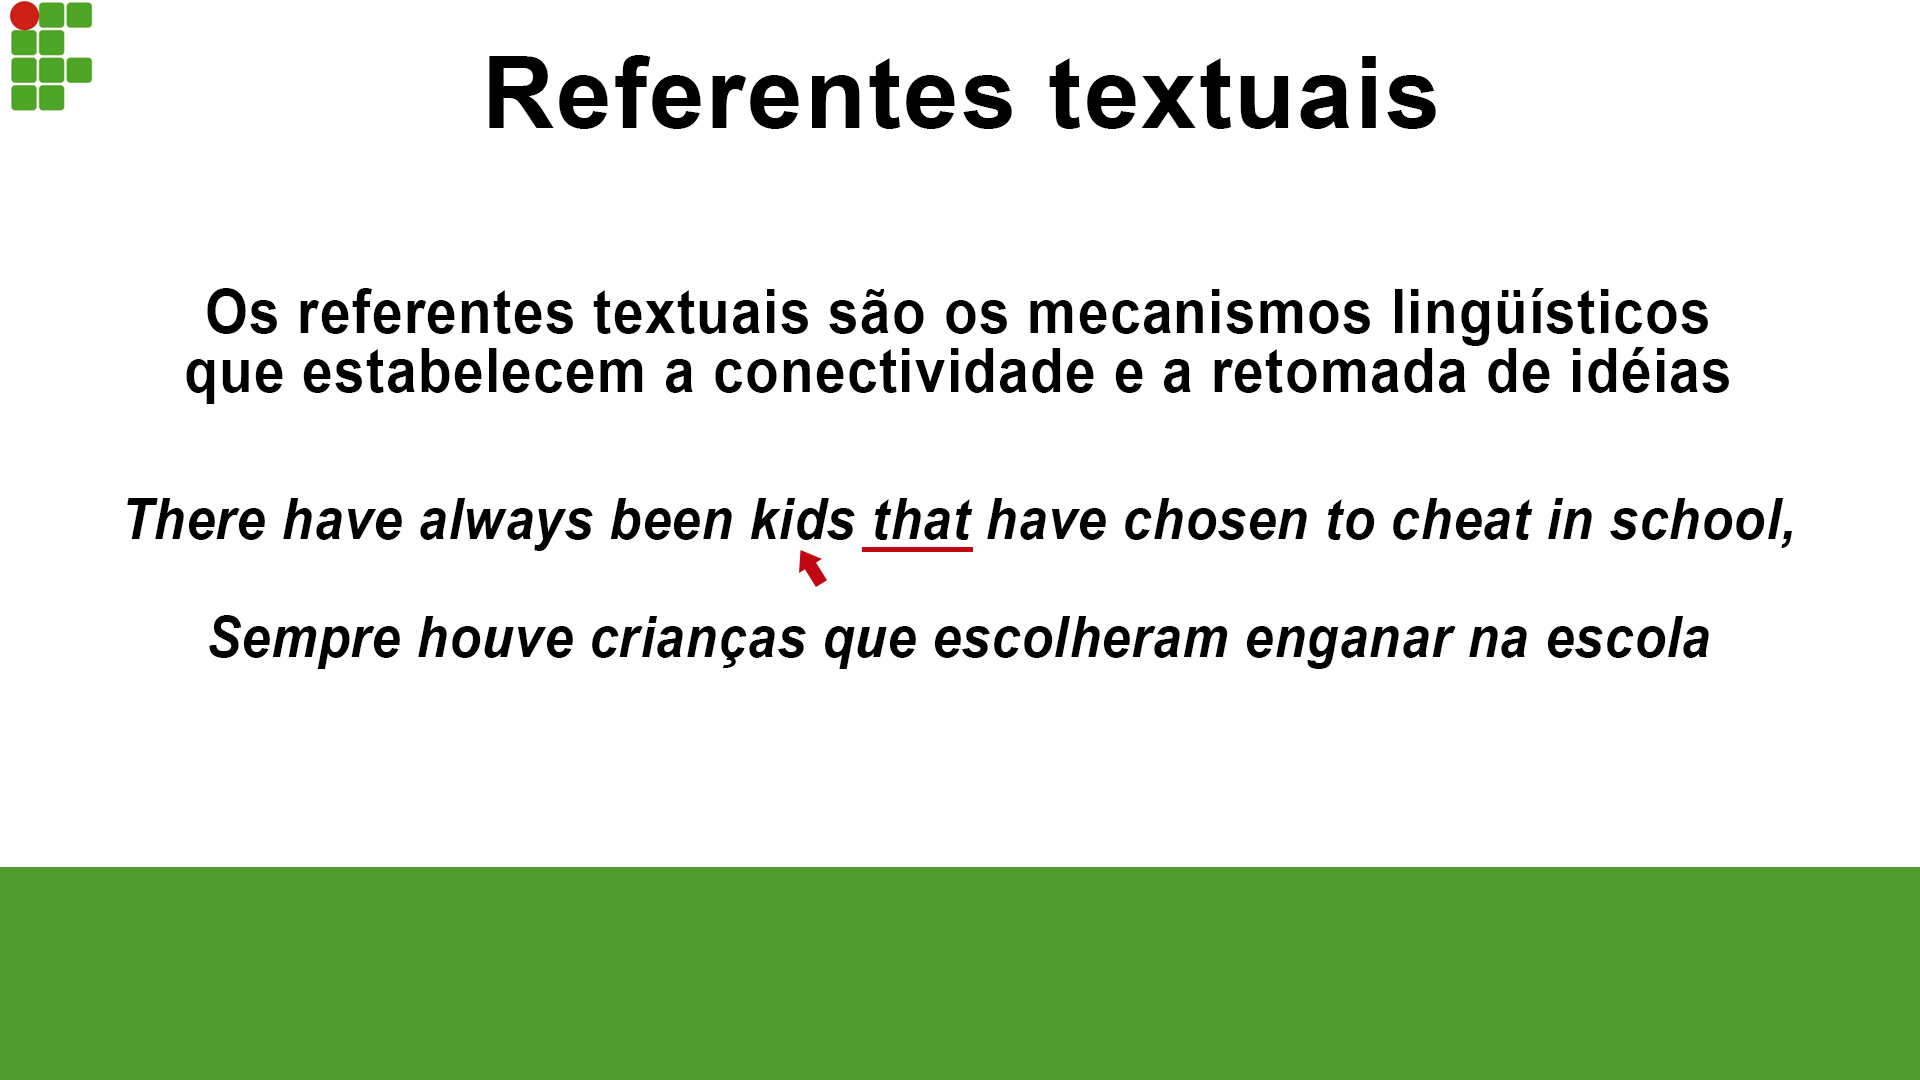 Referentes textuais
Os referentes textuais são os mecanismos lingüísticos
que estabelecem a conectividade e a retomada de idéias
There have always been kids that have chosen to cheat in school,
Sempre houve crianças que escolheram enganar na escola